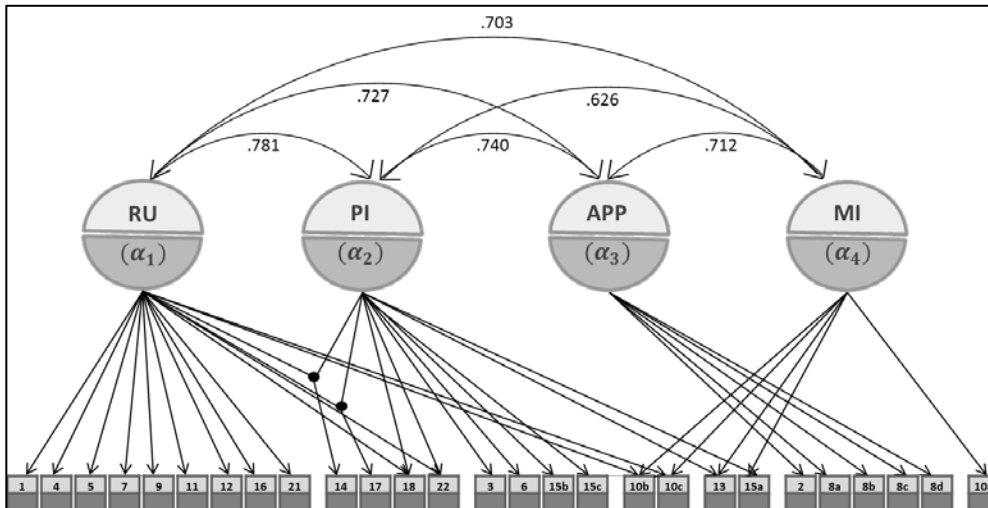 .703
.727 .626
.781 .740 .712
RU PI APP MI
(α₁) (α₂) (α₃) (α₄)
1 4 5 7 9 11 12 16 21 14 17 18 22 3 6 15b 15c 10b 10c 13 15a 2 8a 8b 8c 8d